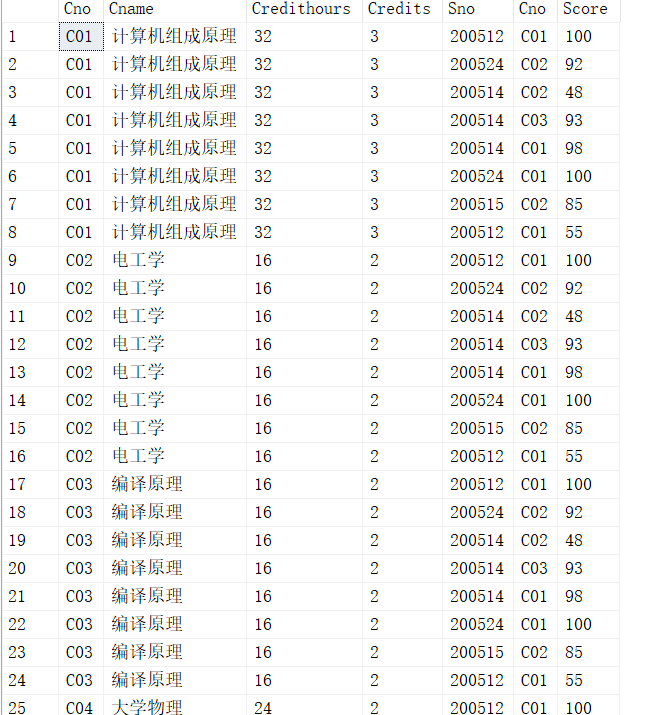 Cno Cname Credithours Credits Sno Cno Score
1 C01 计算机组成原理 32 3 200512 C01 100
2 C01 计算机组成原理 32 3 200524 C02 92
3 C01 计算机组成原理 32 3 200514 C02 48
4 C01 计算机组成原理 32 3 200514 C03 93
5 C01 计算机组成原理 32 3 200514 C01 98
6 C01 计算机组成原理 32 3 200524 C01 100
7 C01 计算机组成原理 32 3 200515 C02 85
8 C01 计算机组成原理 32 3 200512 C01 55
9 C02 电工学 16 2 200512 C01 100
10 C02 电工学 16 2 200524 C02 92
11 C02 电工学 16 2 200514 C02 48
12 C02 电工学 16 2 200514 C03 93
13 C02 电工学 16 2 200514 C01 98
14 C02 电工学 16 2 200524 C01 100
15 C02 电工学 16 2 200515 C02 85
16 C02 电工学 16 2 200512 C01 55
17 C03 编译原理 16 2 200512 C01 100
18 C03 编译原理 16 2 200524 C02 92
19 C03 编译原理 16 2 200514 C02 48
20 C03 编译原理 16 2 200514 C03 93
21 C03 编译原理 16 2 200514 C01 98
22 C03 编译原理 16 2 200524 C01 100
23 C03 编译原理 16 2 200515 C02 85
24 C03 编译原理 16 2 200512 C01 55
25 C04 大学物理 24 2 200512 C01 100